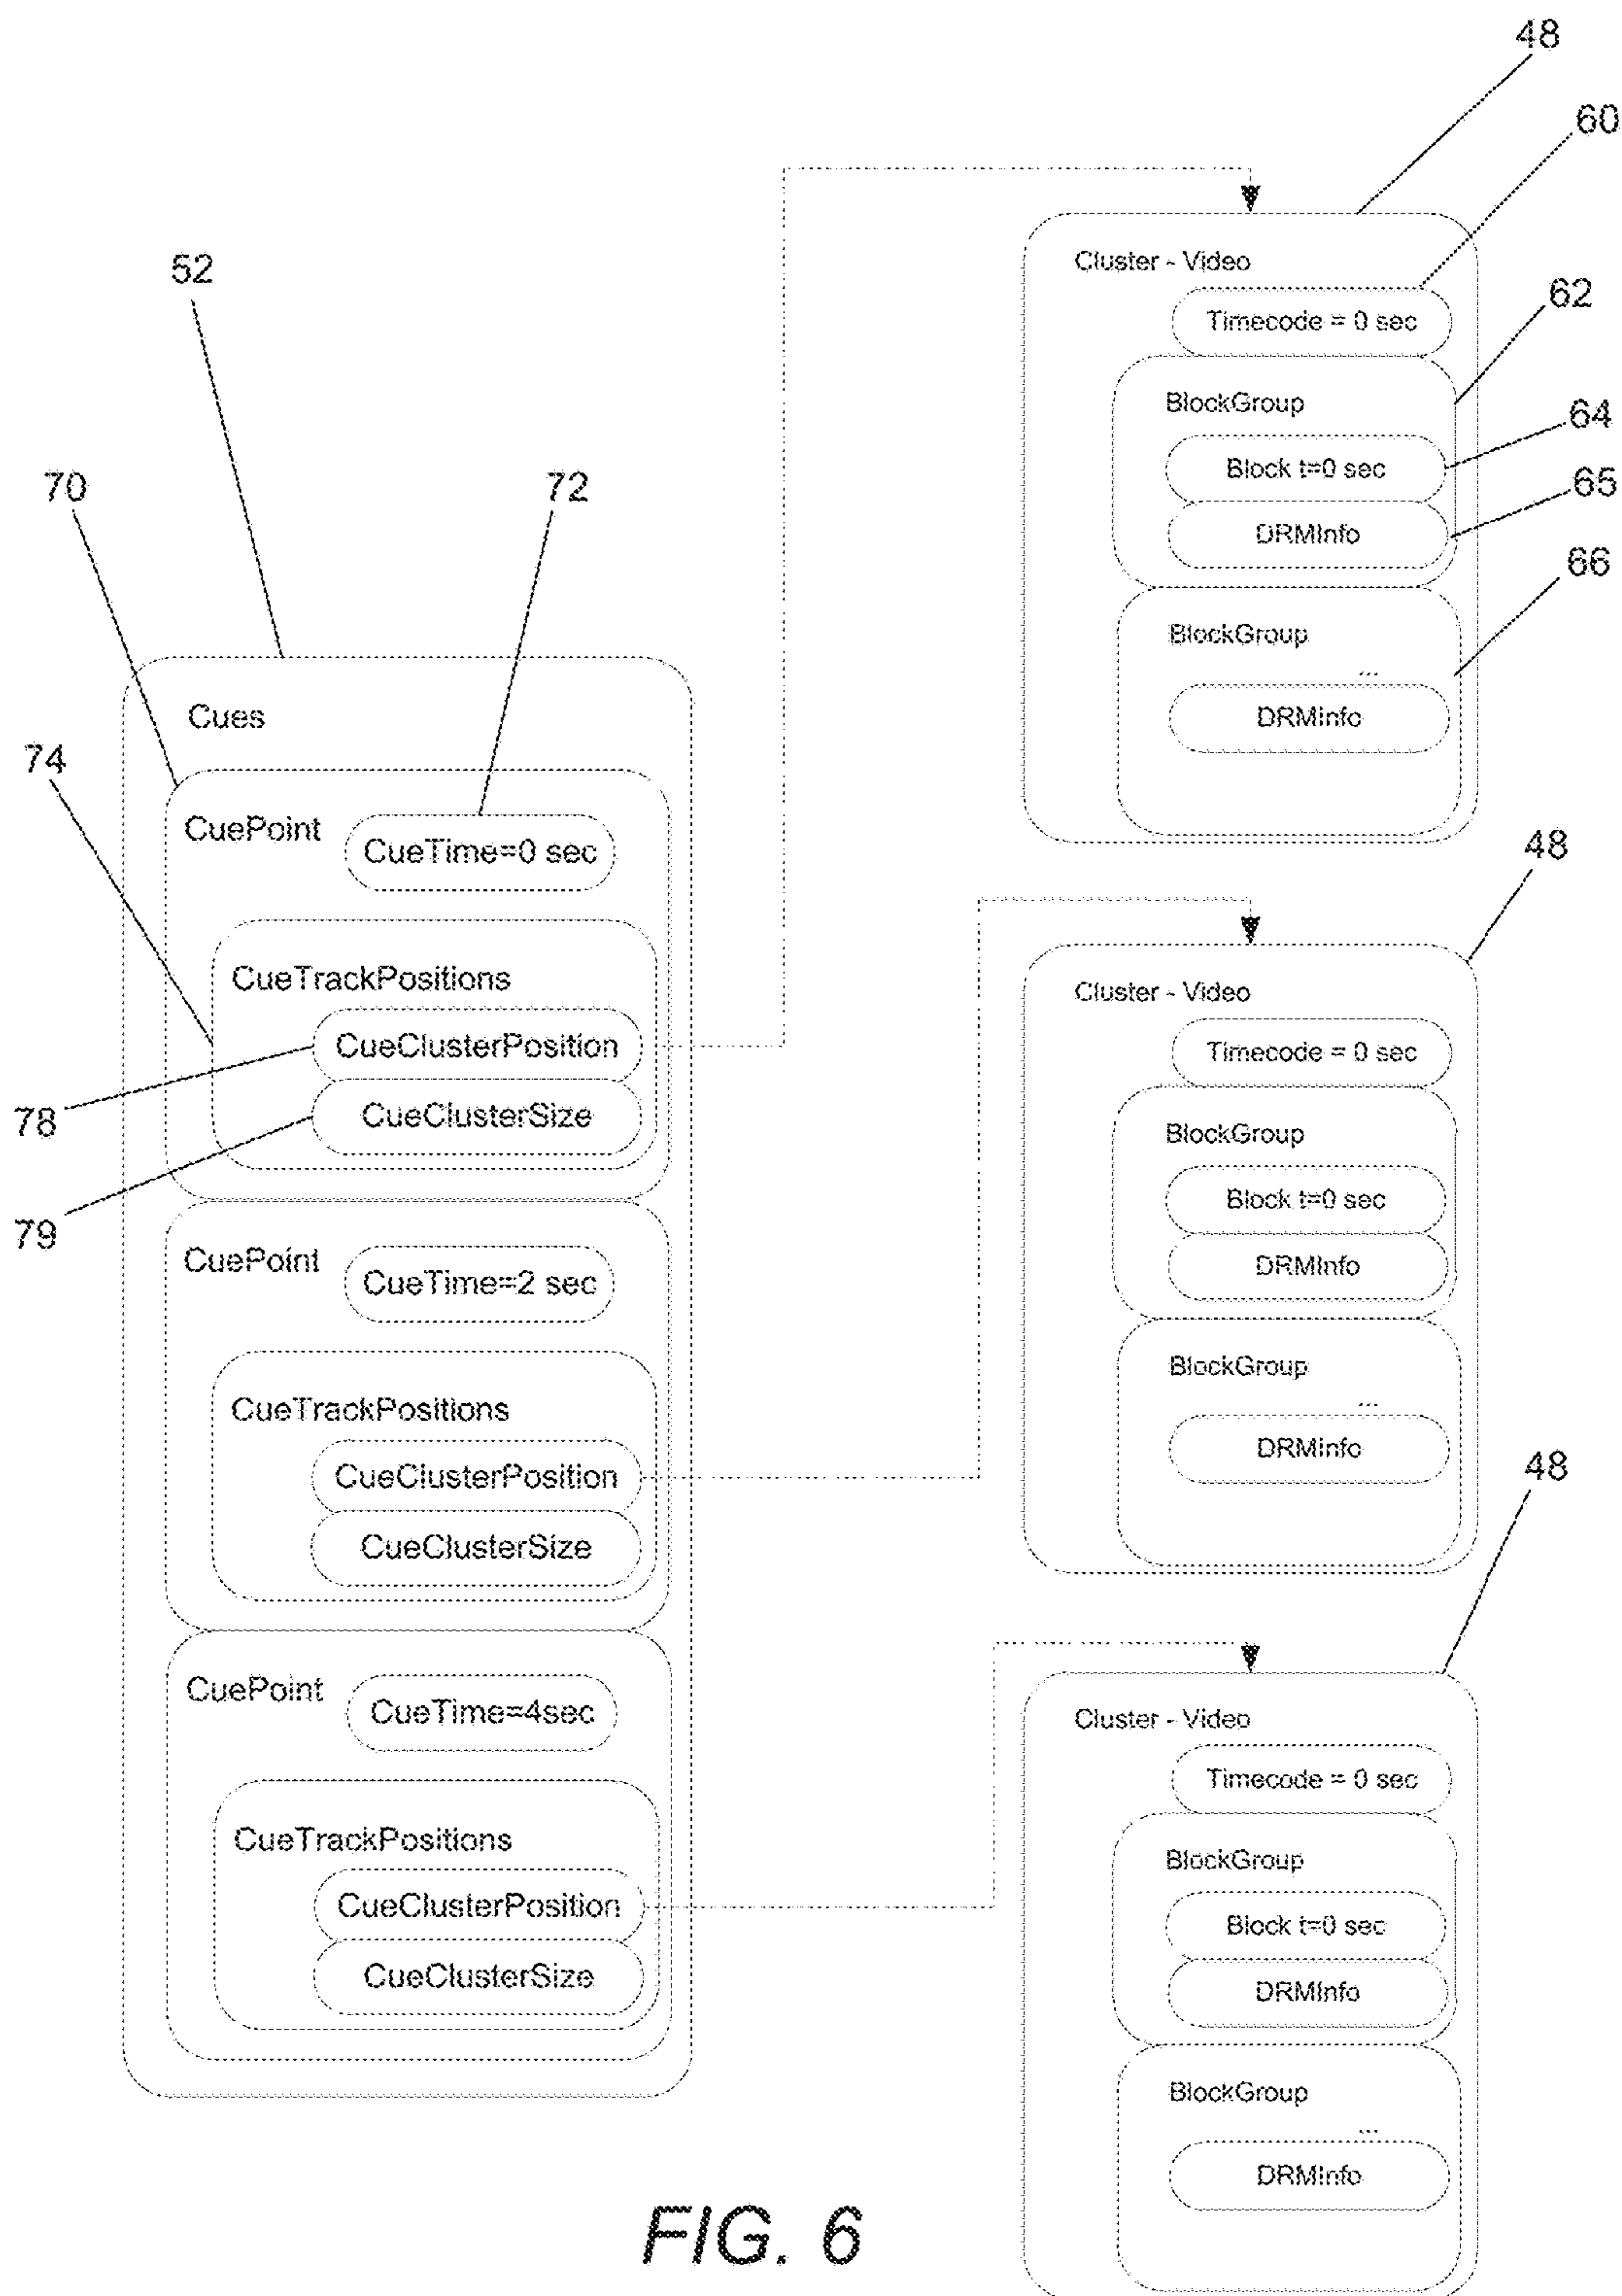 48
60
Cluster - Video
52
Timecode = 0 sec
62
BlockGroup
64
Block t=0 sec
70
72
65
DRMInfo
66
BlockGroup
...
DRMInfo
Cues
74
CuePoint
CueTime=0 sec
48
CueTrackPositions
Cluster - Video
CueClusterPosition
Timecode = 0 sec
78
CueClusterSize
BlockGroup
79
Block t=0 sec
CuePoint
CueTime=2 sec
DRMInfo
BlockGroup
...
CueTrackPositions
DRMInfo
CueClusterPosition
48
CueClusterSize
CuePoint
CueTime=4sec
Cluster - Video
Timecode = 0 sec
CueTrackPositions
BlockGroup
CueClusterPosition
Block t=0 sec
CueClusterSize
DRMInfo
BlockGroup
...
DRMInfo
FIG. 6